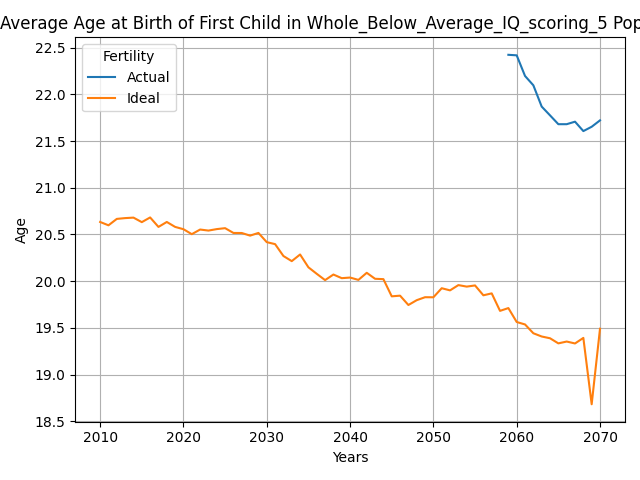 Average Age at Birth of First Child in Whole_Below_Average_IQ_scoring_5 Pop
Fertility
Actual
Ideal
22.5
22.0
21.5
21.0
20.5
20.0
19.5
19.0
18.5
Age
2010 2020 2030 2040 2050 2060 2070
Years